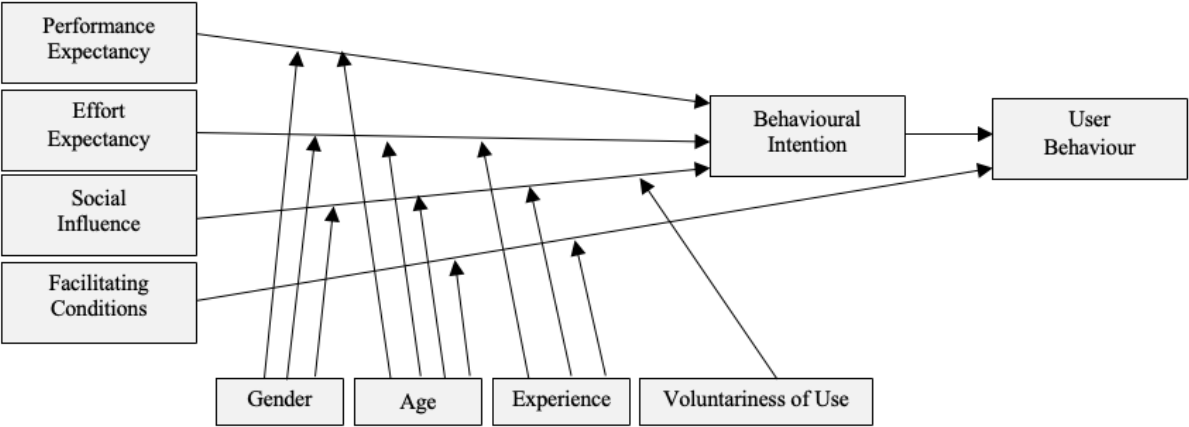 Performance
Expectancy
Effort
Expectancy
Social
Influence
Facilitating
Conditions
Behavioural
Intention
User
Behaviour
Gender
Age
Experience
Voluntariness of Use